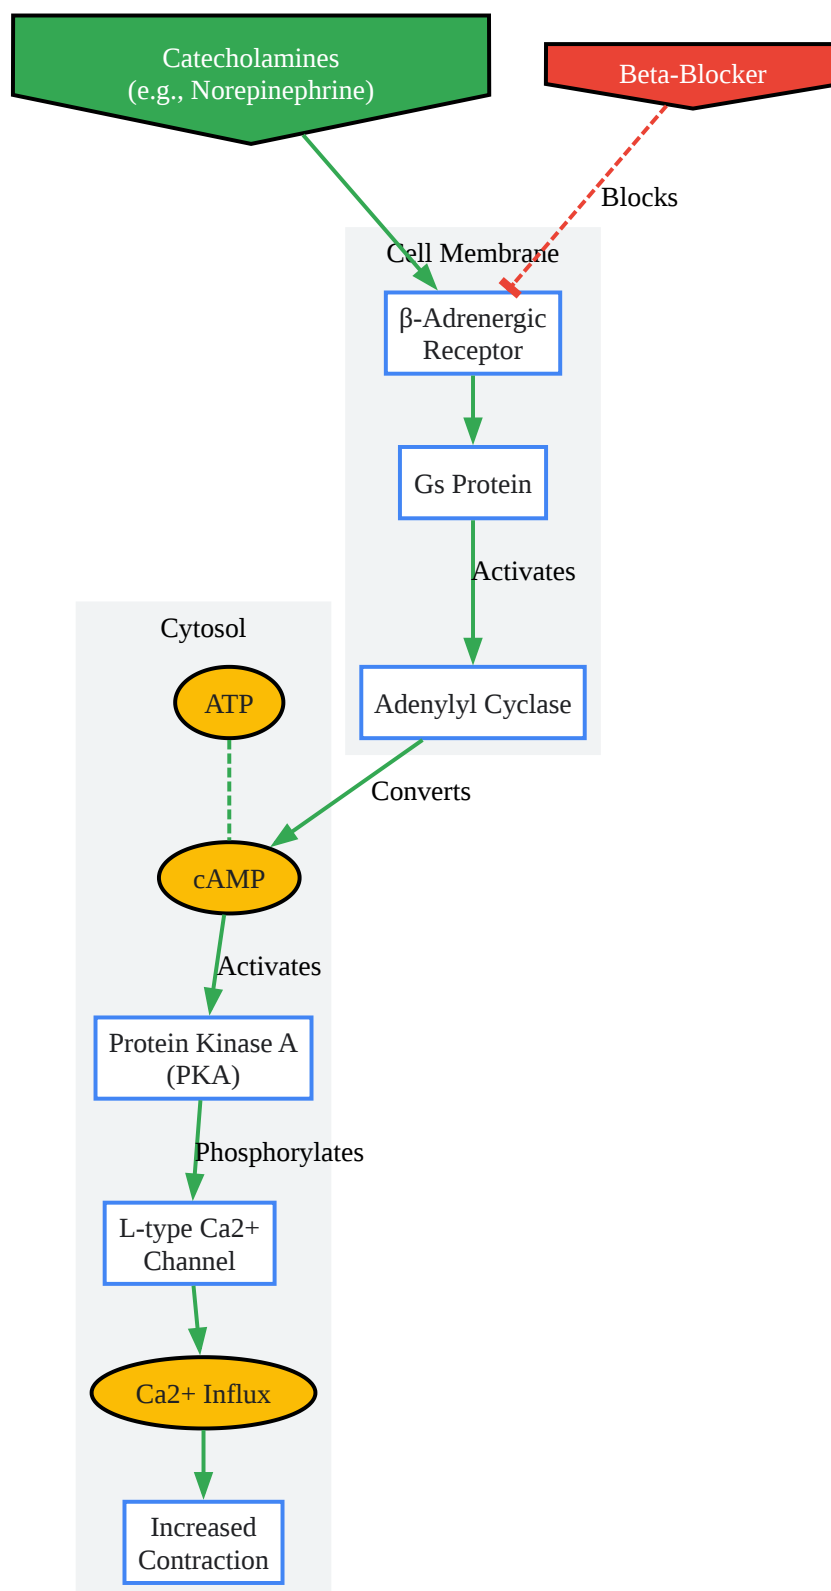 Catecholamines
(e.g., Norepinephrine)
Beta-Blocker
Blocks
Cell Membrane
β-Adrenergic
Receptor
Gs Protein
Activates
Cytosol
ATP
Adenylyl Cyclase
Converts
cAMP
Activates
Protein Kinase A
(PKA)
Phosphorylates
L-type Ca2+
Channel
Ca2+ Influx
Increased
Contraction